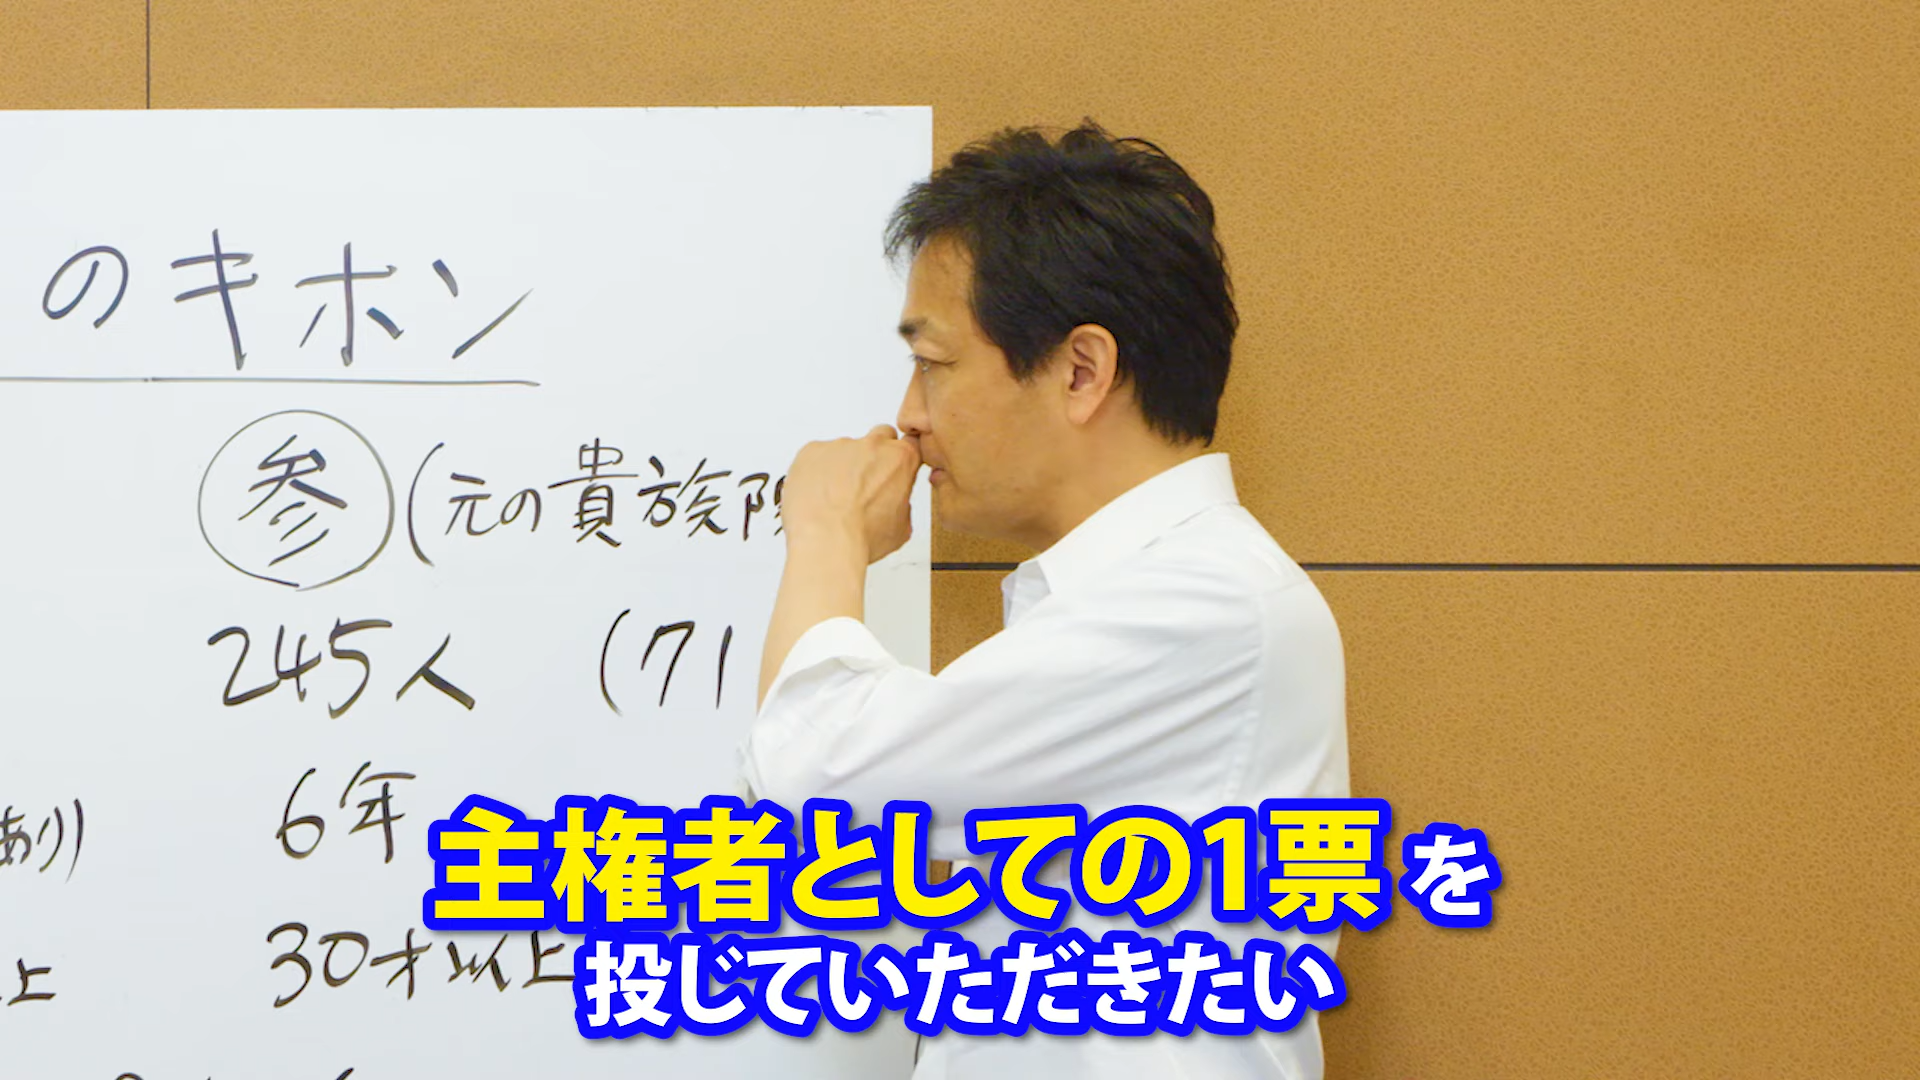 のキホン
参(元の貴族院
245人 (71
あり) 6年
上 30才以上
主権者としての1票を
投じていただきたい